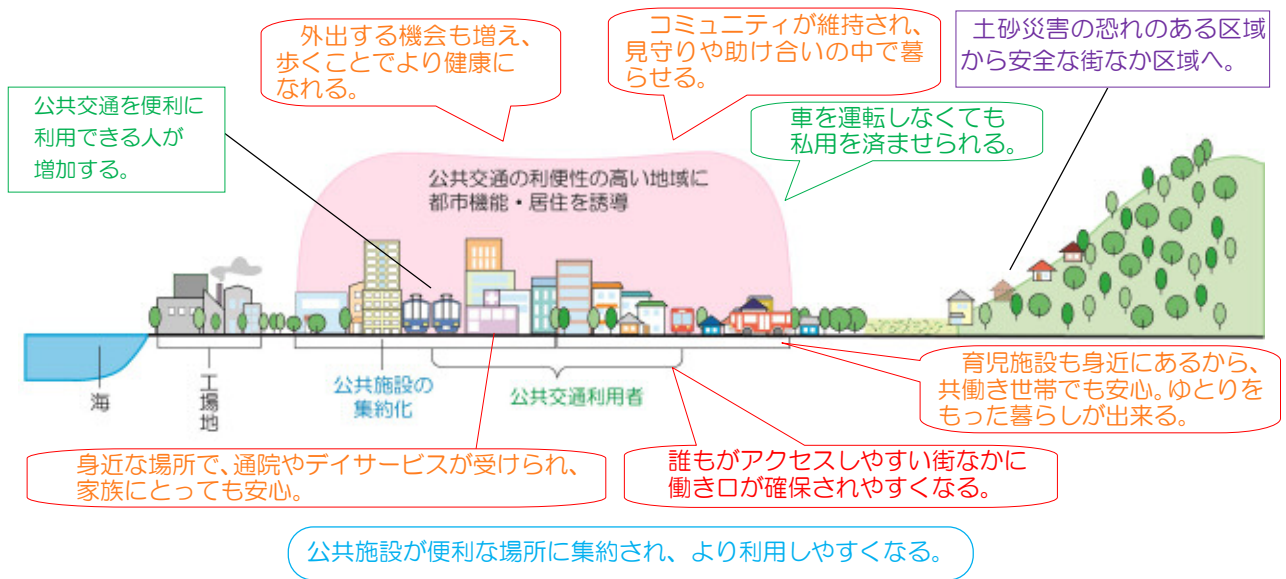 外出する機会も増え、
歩くことでより健康に
なれる。
コミュニティが維持され、
見守りや助け合いの中で暮
らせる。
土砂災害の恐れのある区域
から安全な街なか区域へ。
公共交通を便利に
利用できる人が
増加する。
車を運転しなくても
私用を済ませられる。
公共交通の利便性の高い地域に
都市機能・居住を誘導
海
工場地
公共施設の
集約化
公共交通利用者
育児施設も身近にあるから、
共働き世帯でも安心。ゆとりを
もった暮らしが出来る。
身近な場所で、通院やデイサービスが受けられ、
家族にとっても安心。
誰もがアクセスしやすい街なかに
働き口が確保されやすくなる。
公共施設が便利な場所に集約され、より利用しやすくなる。